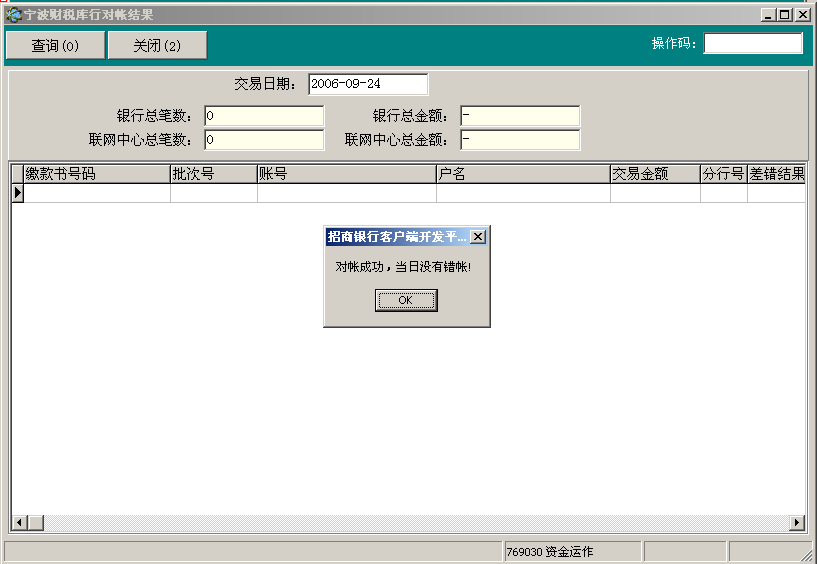 宁波财税库行对帐结果
查询(0) 关闭(2) 操作码:
交易日期: 2006-09-24
银行总笔数: 0 银行总金额: -
联网中心总笔数: 0 联网中心总金额: -
缴款书号码 批次号 账号 户名 交易金额 分行号 差错结果
招商银行客户端开发平...
对帐成功，当日没有错帐!
OK
769030 资金运作